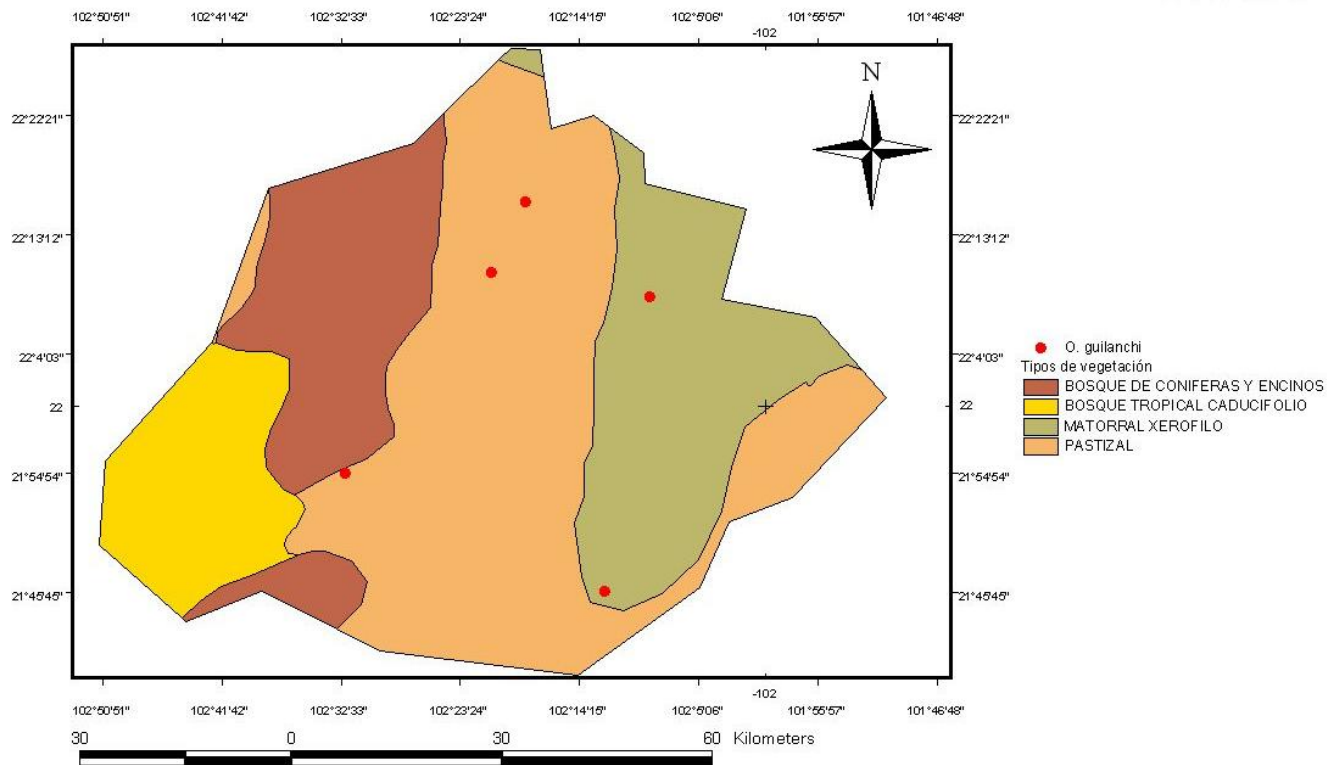 102°50'51" 102°41'42" 102°32'33" 102°23'24" 102°14'15" 102°5'06" 101°55'57" 101°46'48"
-102
N
22°22'21" 22°22'21"
22°13'12" 22°13'12"
22°4'03" 22°4'03"
22 22
21°54'54" 21°54'54"
21°45'45" 21°45'45"
O. guilanchi
Tipos de vegetación
BOSQUE DE CONIFERAS Y ENCINOS
BOSQUE TROPICAL CADUCIFOLIO
MATORRAL XEROFILO
PASTIZAL
-102
102°50'51" 102°41'42" 102°32'33" 102°23'24" 102°14'15" 102°5'06" 101°55'57" 101°46'48"
30 0 30 60 Kilometers